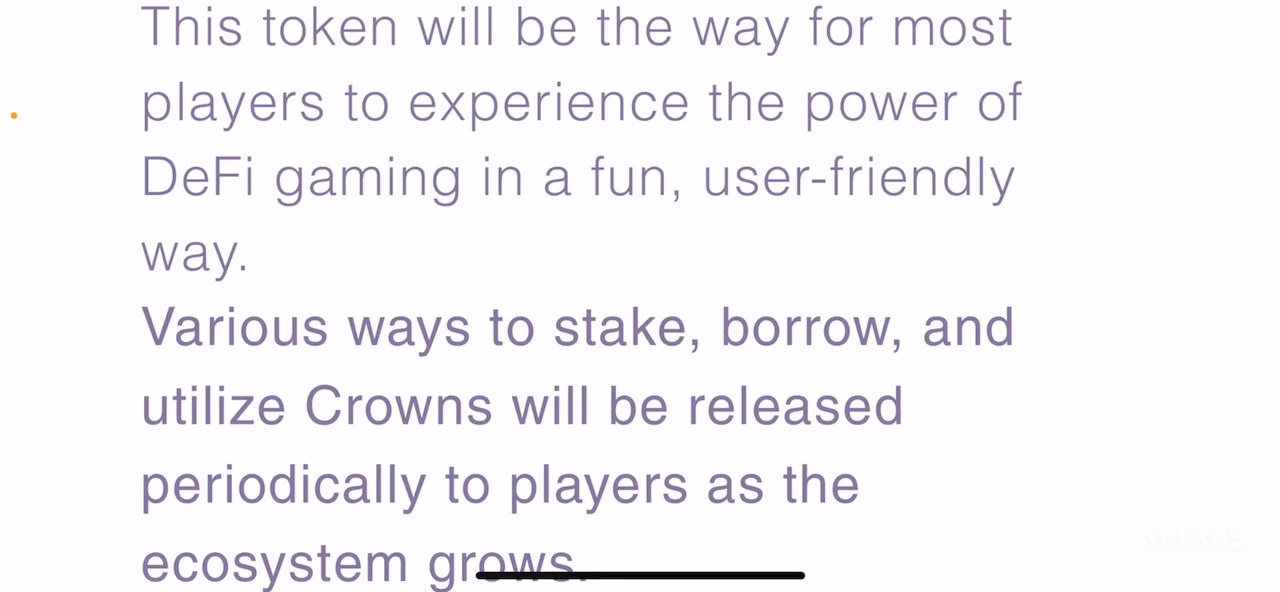 This token will be the way for most
players to experience the power of
DeFi gaming in a fun, user-friendly
way.
Various ways to stake, borrow, and
utilize Crowns will be released
periodically to players as the
ecosystem grows.